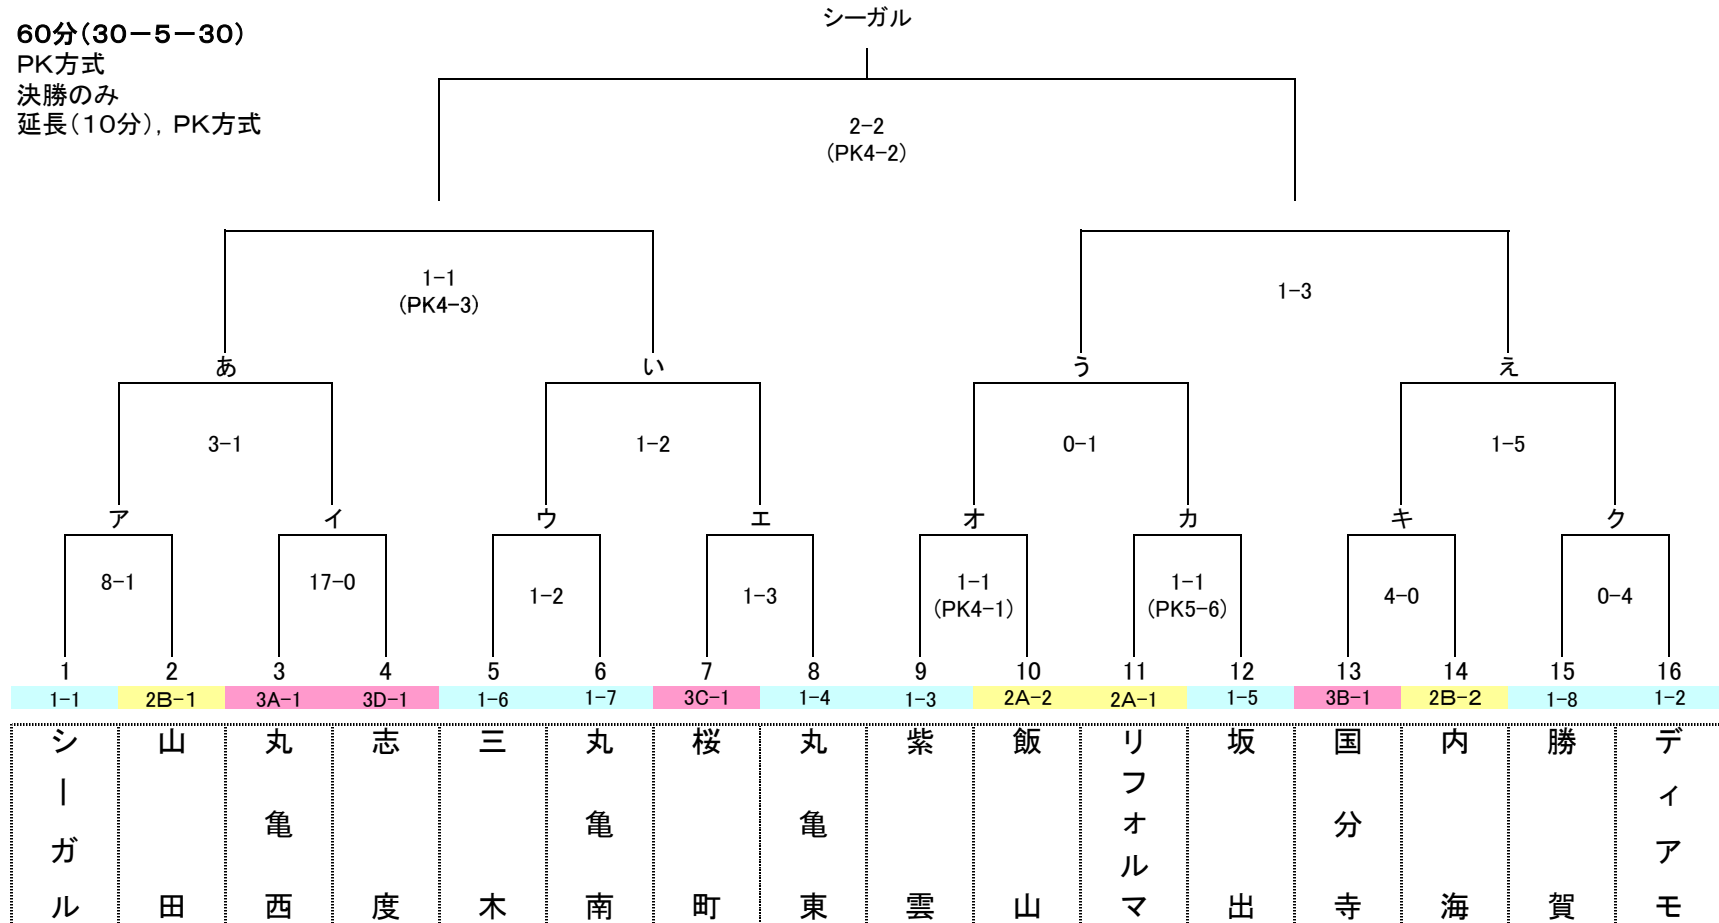 シーガル
60分(30－5－30)
PK方式
決勝のみ
延長(10分)，PK方式
2-2
(PK4-2)
1-1
(PK4-3)
1-3
あ
い
う
え
3-1
1-2
0-1
1-5
ア
イ
ウ
エ
オ
カ
キ
ク
8-1
17-0
1-2
1-3
1-1
(PK4-1)
1-1
(PK5-6)
4-0
0-4
1 2 3 4 5 6 7 8 9 10 11 12 13 14 15 16
1-1 2B-1 3A-1 3D-1 1-6 1-7 3C-1 1-4 1-3 2A-2 2A-1 1-5 3B-1 2B-2 1-8 1-2
シーガル
山田
丸亀西
志度
三木
丸亀南
桜町
丸亀東
紫雲
飯山
リフォルマ
坂出
国分寺
内海
勝賀
ディアモ